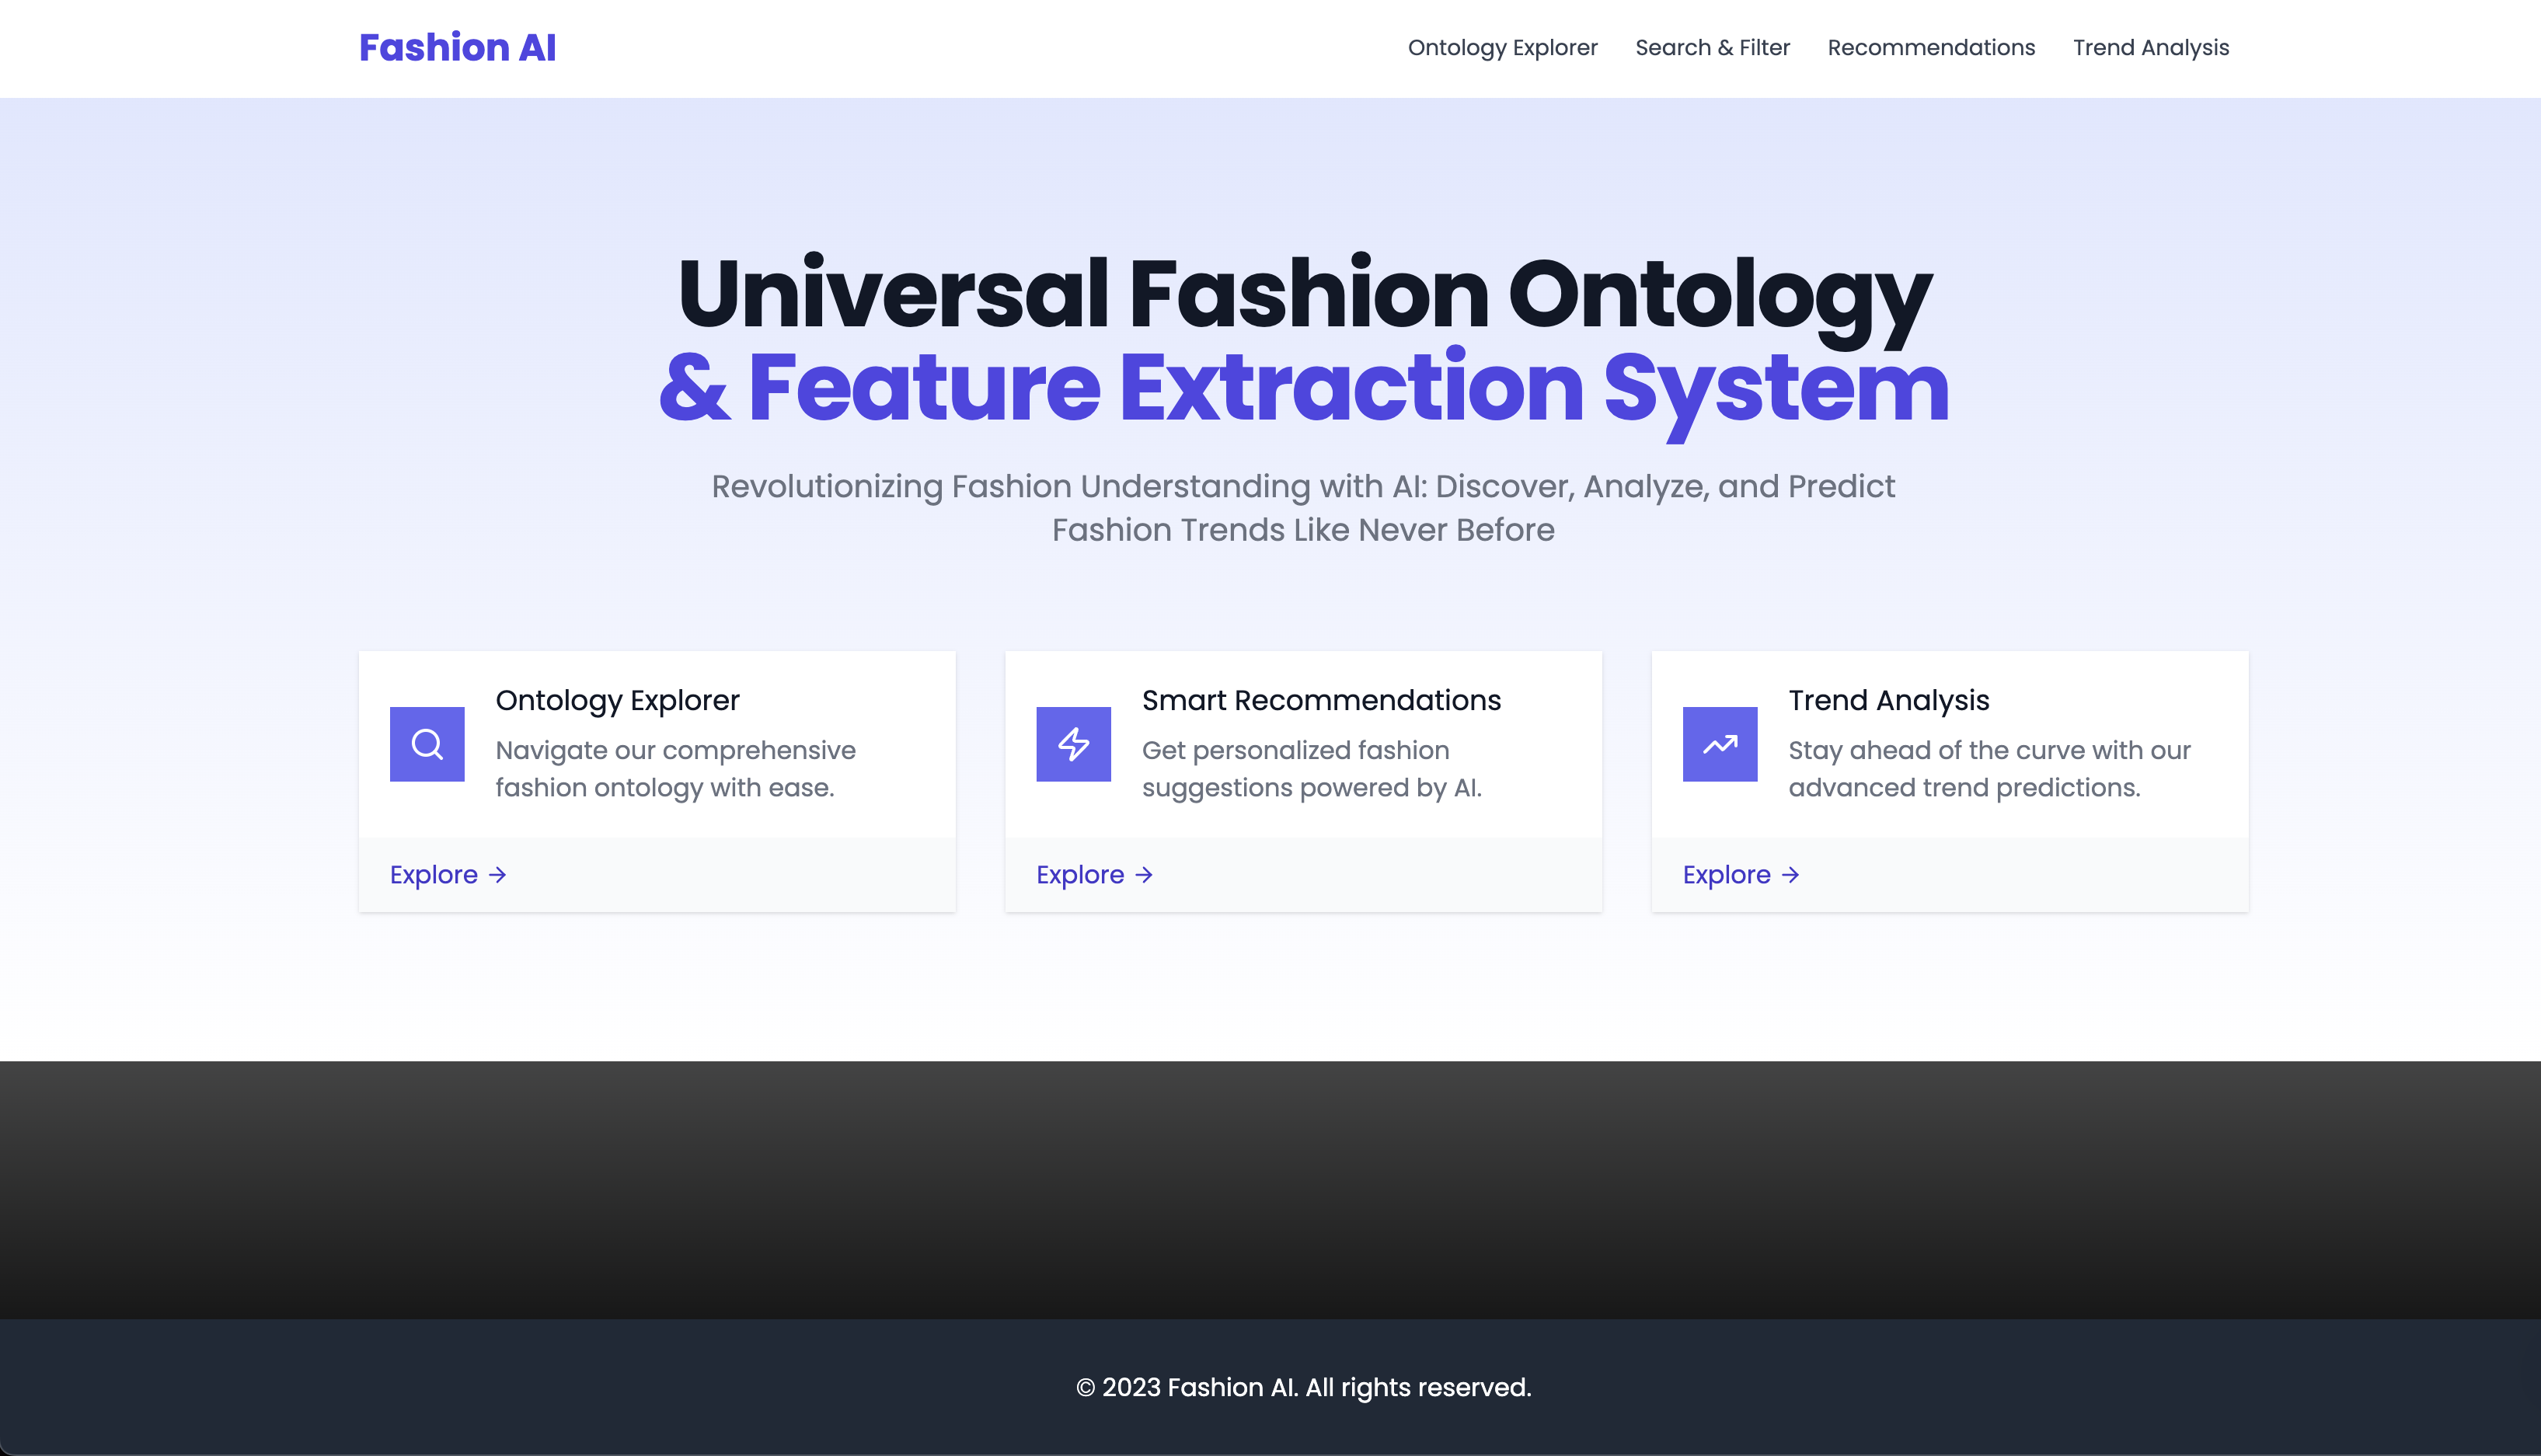 Fashion AI
Ontology Explorer
Search & Filter
Recommendations
Trend Analysis
Universal Fashion Ontology
& Feature Extraction System
Revolutionizing Fashion Understanding with AI: Discover, Analyze, and Predict
Fashion Trends Like Never Before
Ontology Explorer
Navigate our comprehensive
fashion ontology with ease.
Explore →
Smart Recommendations
Get personalized fashion
suggestions powered by AI.
Explore →
Trend Analysis
Stay ahead of the curve with our
advanced trend predictions.
Explore →
© 2023 Fashion AI. All rights reserved.